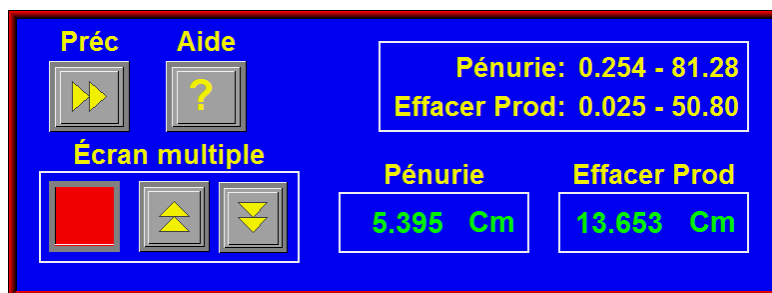 Préc Aide
?
Pénurie: 0.254 - 81.28
Effacer Prod: 0.025 - 50.80
Écran multiple
Pénurie
5.395 Cm
Effacer Prod
13.653 Cm